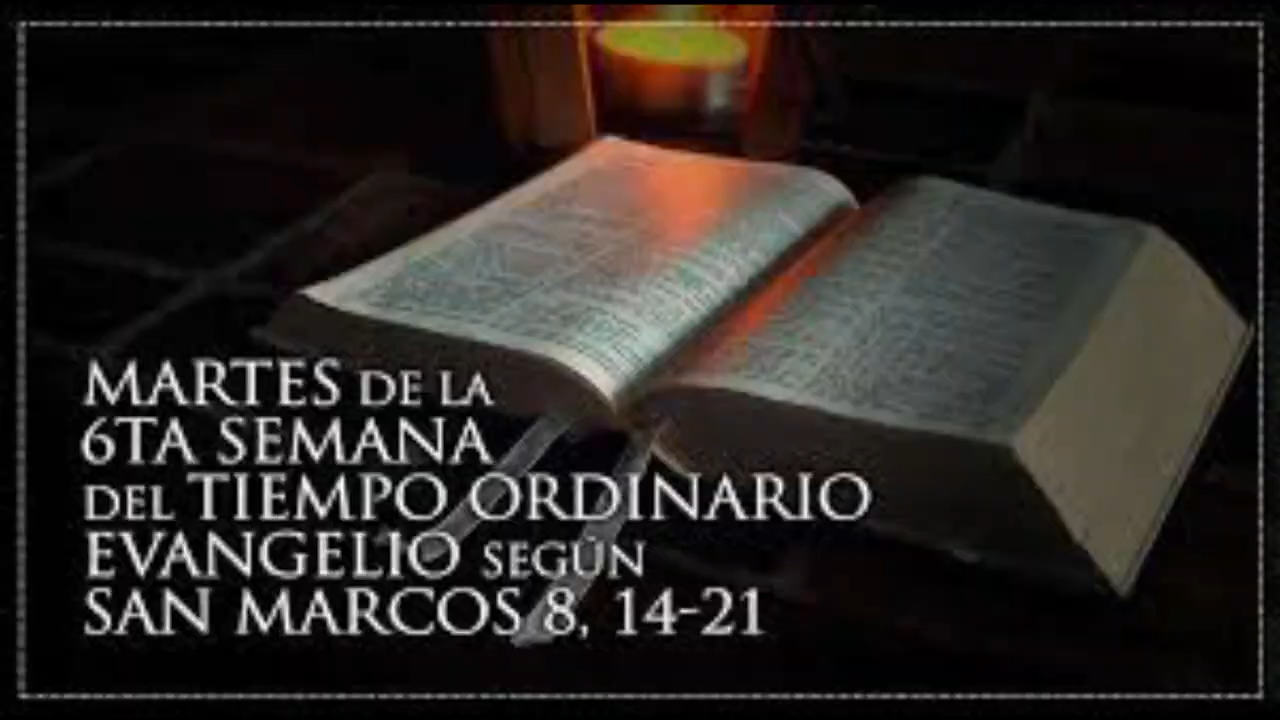 MARTES DE LA
6TA SEMANA
DEL TIEMPO ORDINARIO
EVANGELIO SEGÚN
SAN MARCOS 8, 14-21